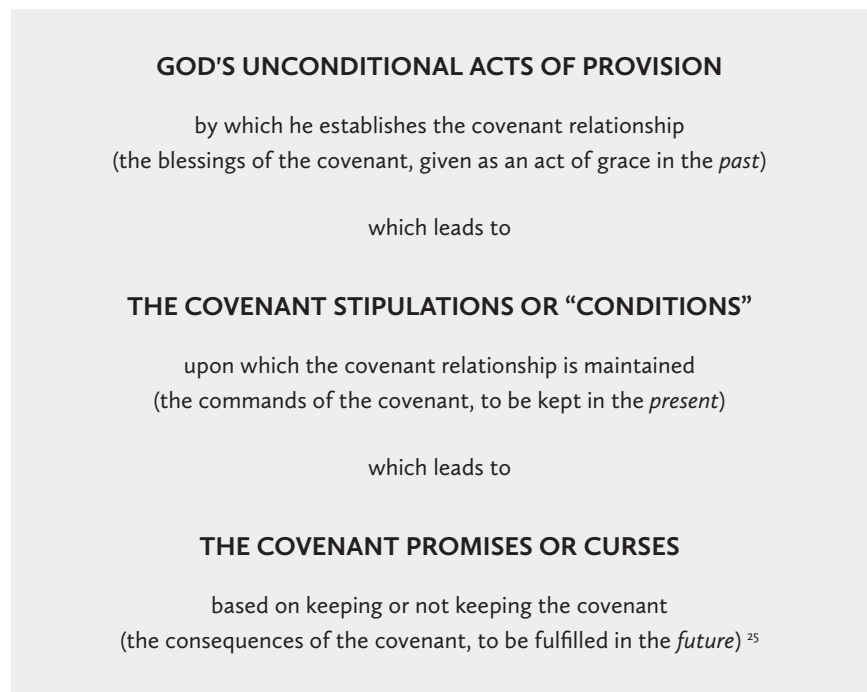 GOD'S UNCONDITIONAL ACTS OF PROVISION
by which he establishes the covenant relationship
(the blessings of the covenant, given as an act of grace in the past)
which leads to
THE COVENANT STIPULATIONS OR “CONDITIONS”
upon which the covenant relationship is maintained
(the commands of the covenant, to be kept in the present)
which leads to
THE COVENANT PROMISES OR CURSES
based on keeping or not keeping the covenant
(the consequences of the covenant, to be fulfilled in the future) 25